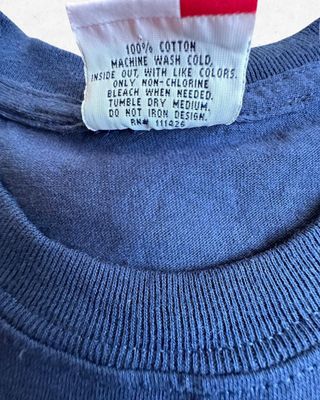 100% COTTON
MACHINE WASH COLD,
INSIDE OUT, WITH LIKE COLORS.
ONLY NON-CHLORINE
BLEACH WHEN NEEDED.
TUMBLE DRY MEDIUM.
DO NOT IRON DESIGN.
RN# 111426